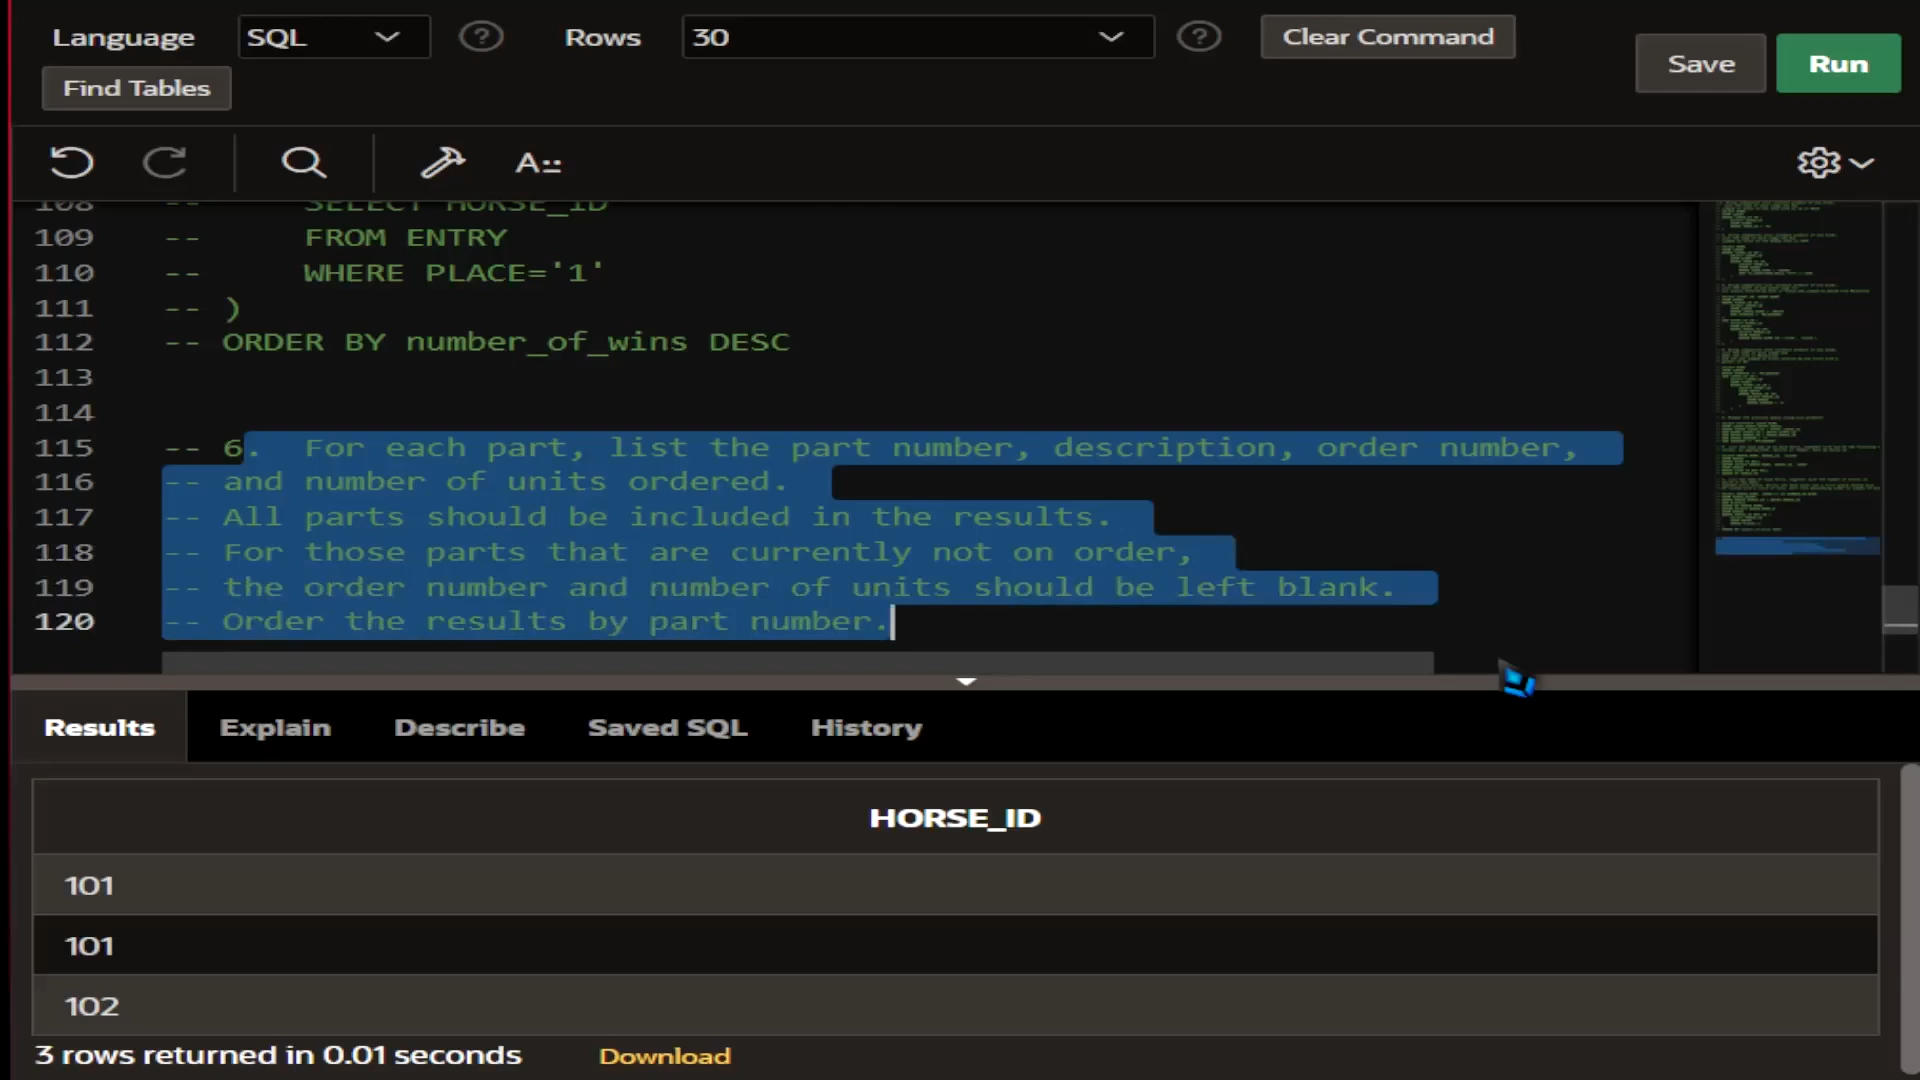 Language SQL Rows 30 Clear Command Save Run
Find Tables
108 -- SELECT HORSE_ID
109 -- FROM ENTRY
110 -- WHERE PLACE='1'
111 -- )
112 -- ORDER BY number_of_wins DESC
113
114
115 -- 6. For each part, list the part number, description, order number,
116 -- and number of units ordered.
117 -- All parts should be included in the results.
118 -- For those parts that are currently not on order,
119 -- the order number and number of units should be left blank.
120 -- Order the results by part number.
Results Explain Describe Saved SQL History
HORSE_ID
101
101
102
3 rows returned in 0.01 seconds Download